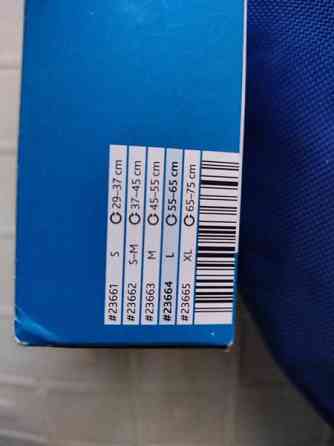 #23661 S 29–37 cm
#23662 S–M 37–45 cm
#23663 M 45–55 cm
#23664 L 55–65 cm
#23665 XL 65–75 cm